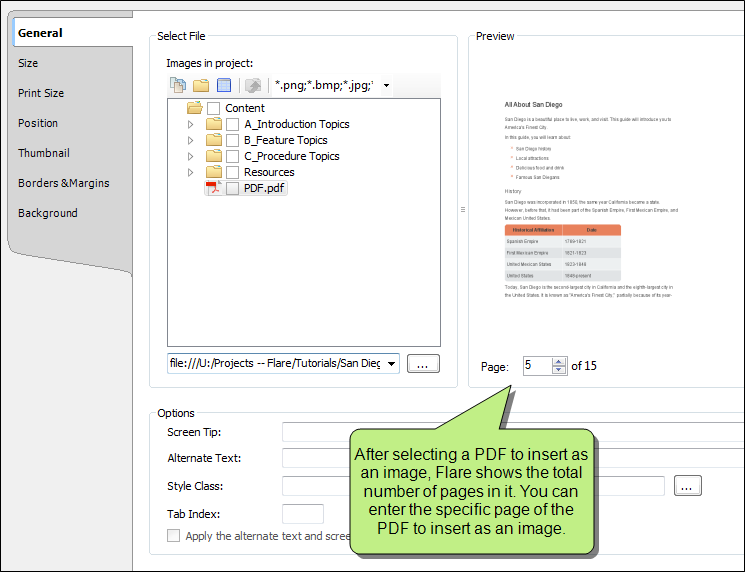 General
Size
Print Size
Position
Thumbnail
Borders & Margins
Background
Select File
Images in project:
*.png;*.bmp;*.jpg;*
Content
A_Introduction Topics
B_Feature Topics
C_Procedure Topics
Resources
PDF.pdf
file:///U:/Projects -- Flare/Tutorials/San Dieg
...
Preview
All About San Diego
San Diego is a beautiful place to live, work, and visit. This guide will introduce you to
America's Finest City.
In this guide, you will learn about:
San Diego history
Local attractions
Delicious food and drink
Famous San Diegans
History
San Diego was incorporated in 1850, the same year California became a state.
However, before that, it had been part of the Spanish Empire, First Mexican Empire, and
Mexican United States.
Historical Affiliation Date
Spanish Empire 1769-1821
First Mexican Empire 1821-1823
United Mexican States 1823-1848
United States 1848-present
Today, San Diego is the second-largest city in California and the eighth-largest city in
the United States. It is known as "America's Finest City," partially because of its year-
Page: 5 of 15
Options
Screen Tip:
Alternate Text:
Style Class:
...
Tab Index:
Apply the alternate text and scree
After selecting a PDF to insert as
an image, Flare shows the total
number of pages in it. You can
enter the specific page of the
PDF to insert as an image.